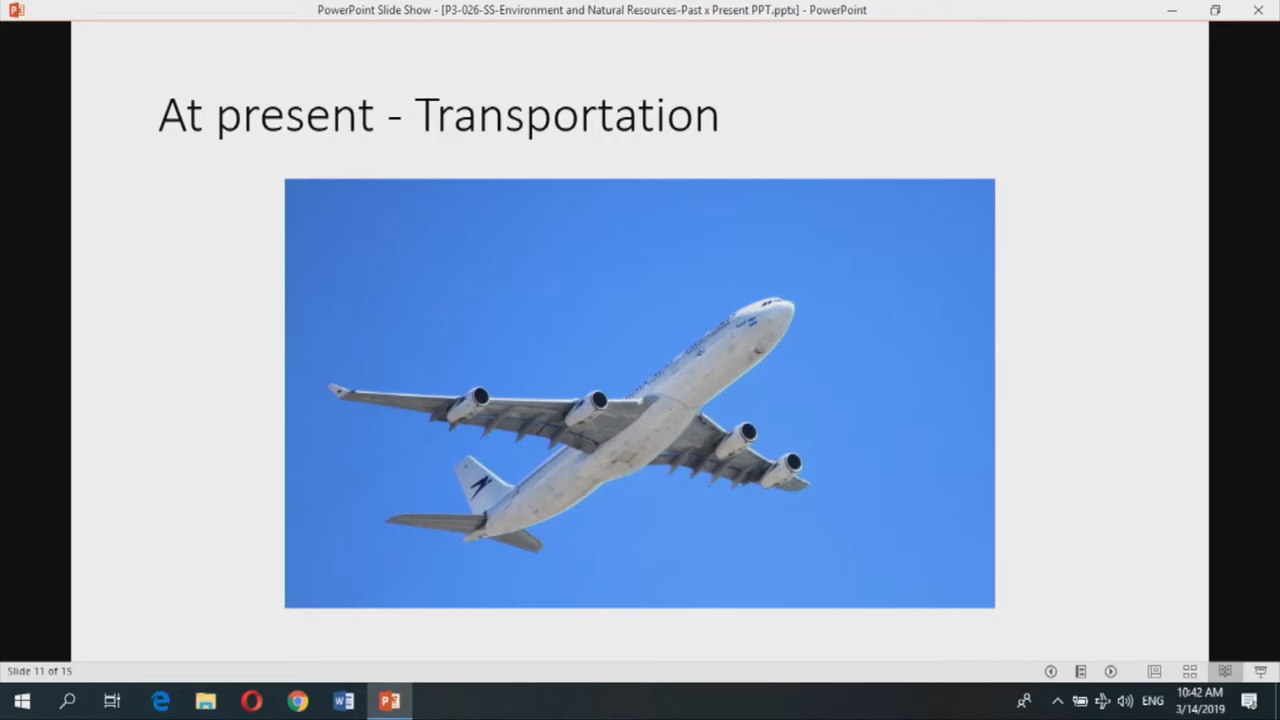 PowerPoint Slide Show - [P3-026-SS-Environment and Natural Resources-Past x Present PPT.pptx] - PowerPoint
At present - Transportation
Slide 11 of 15
ENG
10:42 AM
3/14/2019